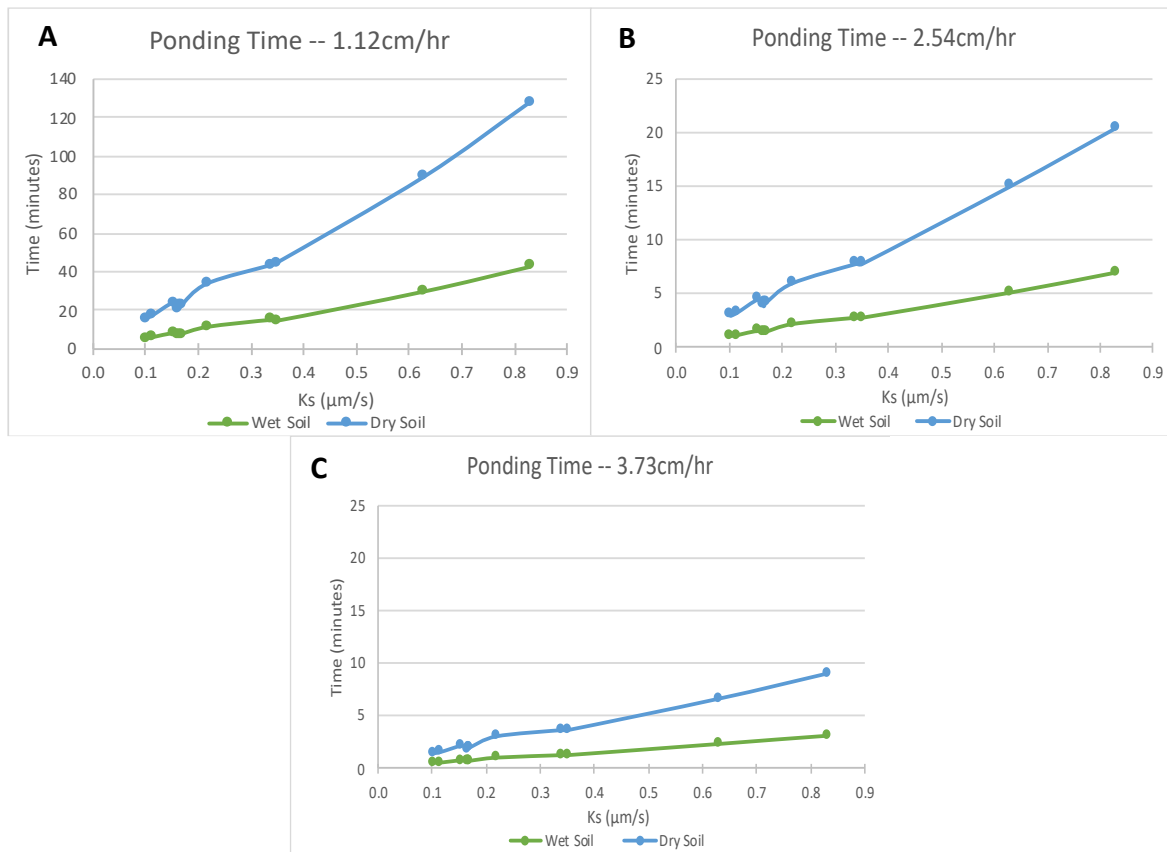 A
Ponding Time -- 1.12cm/hr
140
120
100
80
60
40
20
0
0.0 0.1 0.2 0.3 0.4 0.5 0.6 0.7 0.8 0.9
Time (minutes)
Ks (µm/s)
Wet Soil Dry Soil
B
Ponding Time -- 2.54cm/hr
25
20
15
10
5
0
0.0 0.1 0.2 0.3 0.4 0.5 0.6 0.7 0.8 0.9
Time (minutes)
Ks (µm/s)
Wet Soil Dry Soil
C
Ponding Time -- 3.73cm/hr
25
20
15
10
5
0
0.0 0.1 0.2 0.3 0.4 0.5 0.6 0.7 0.8 0.9
Time (minutes)
Ks (µm/s)
Wet Soil Dry Soil